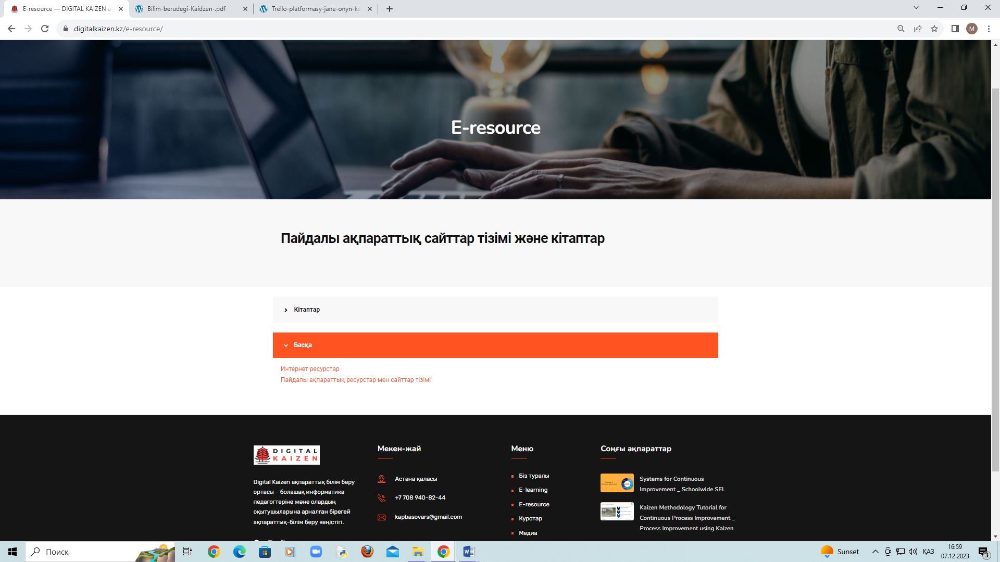 E-resource — DIGITAL KAIZEN
Bilim-berudegi-Kaidzen-.pdf
Trello-platformasy-jane-onyn-ke
digitalkaizen.kz/e-resource/
M
E-resource
Пайдалы ақпараттық сайттар тізімі және кітаптар
Кітаптар
Басқа
Интернет ресурстар
Пайдалы ақпараттық ресурстар мен сайттар тізімі
DIGITAL
KAIZEN
Digital Kaizen ақпараттық білім беру
ортасы – болашақ информатика
педагогтеріне және олардың
оқытушыларына арналған бірегей
ақпараттық-білім беру кеңістігі.
Мекен-жай
Астана қаласы
+7 708 940-82-44
kapbasovars@gmail.com
Меню
Біз туралы
E-learning
E-resource
Курстар
Медиа
Соңғы ақпараттар
Systems for Continuous
Improvement _ Schoolwide SEL
Kaizen Methodology Tutorial for
Continuous Process Improvement _
Process Improvement using Kaizen
Поиск
Sunset
ҚАЗ
16:59
07.12.2023
3